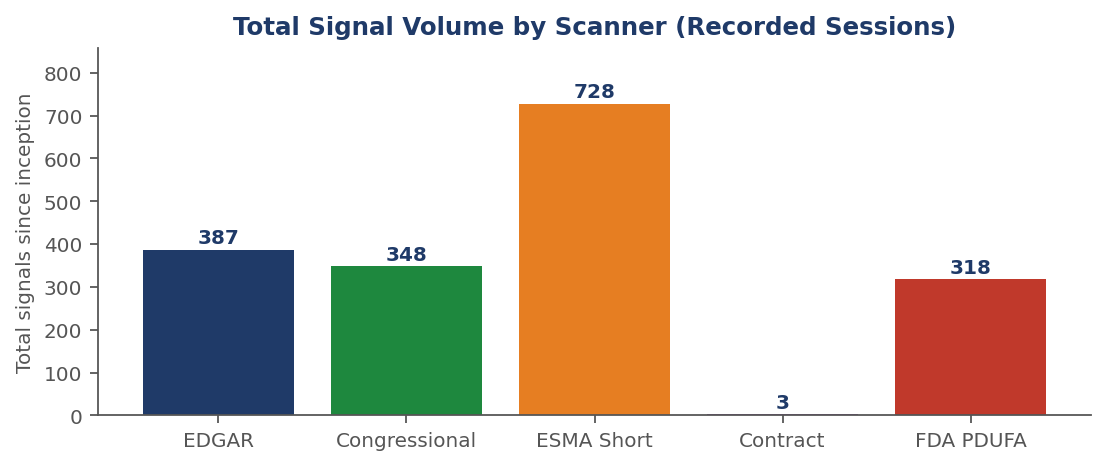 Total Signal Volume by Scanner (Recorded Sessions)
Total signals since inception
800
700
600
500
400
300
200
100
0
387
348
728
3
318
EDGAR
Congressional
ESMA Short
Contract
FDA PDUFA